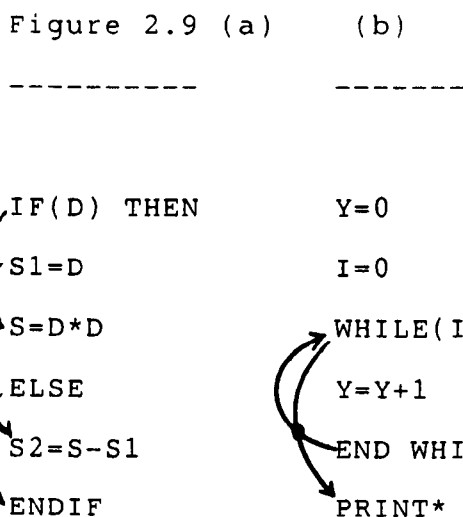 Figure 2.9 (a) (b)
---------- -------
IF(D) THEN Y=0
S1=D I=0
S=D*D WHILE(I
ELSE Y=Y+1
S2=S-S1 END WHI
ENDIF PRINT*